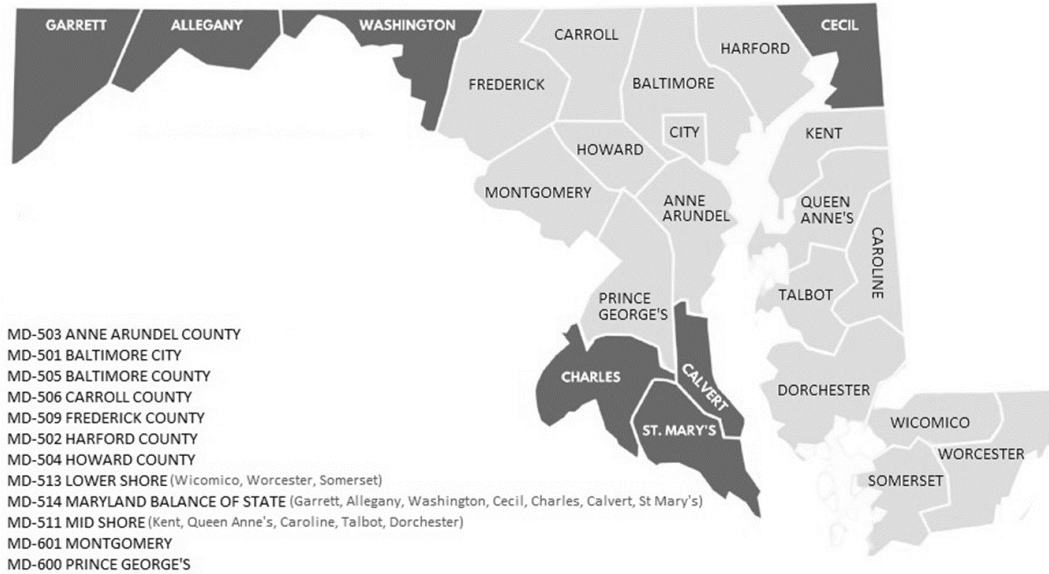 GARRETT
ALLEGANY
WASHINGTON
CARROLL
HARFORD
CECIL
FREDERICK
BALTIMORE
CITY
KENT
HOWARD
MONTGOMERY
ANNE
ARUNDEL
QUEEN
ANNE'S
CAROLINE
TALBOT
PRINCE
GEORGE'S
CHARLES
CALVERT
ST. MARY'S
DORCHESTER
WICOMICO
WORCESTER
SOMERSET
MD-503 ANNE ARUNDEL COUNTY
MD-501 BALTIMORE CITY
MD-505 BALTIMORE COUNTY
MD-506 CARROLL COUNTY
MD-509 FREDERICK COUNTY
MD-502 HARFORD COUNTY
MD-504 HOWARD COUNTY
MD-513 LOWER SHORE (Wicomico, Worcester, Somerset)
MD-514 MARYLAND BALANCE OF STATE (Garrett, Allegany, Washington, Cecil, Charles, Calvert, St Mary's)
MD-511 MID SHORE (Kent, Queen Anne's, Caroline, Talbot, Dorchester)
MD-601 MONTGOMERY
MD-600 PRINCE GEORGE'S